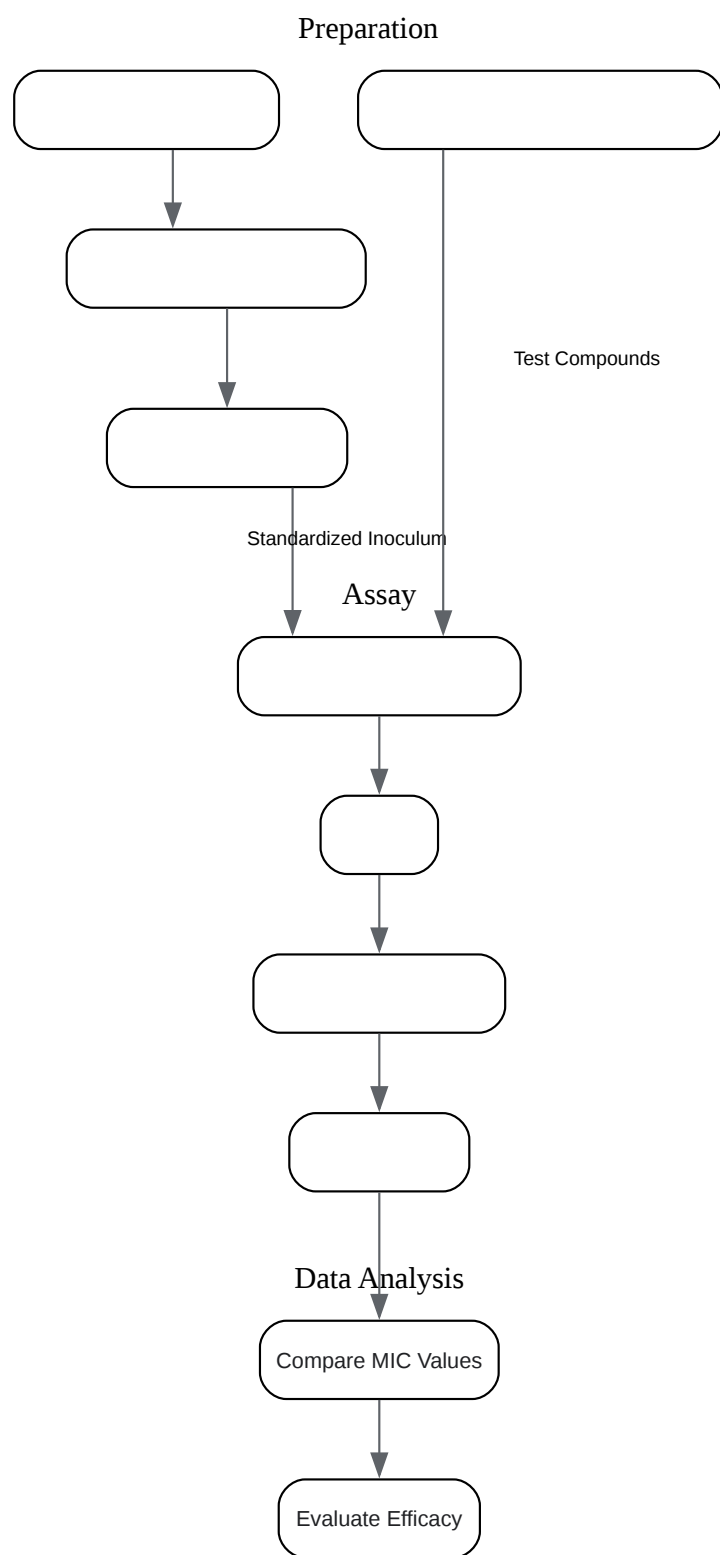 Preparation
Test Compounds
Standardized Inoculum
Assay
Data Analysis
Compare MIC Values
Evaluate Efficacy